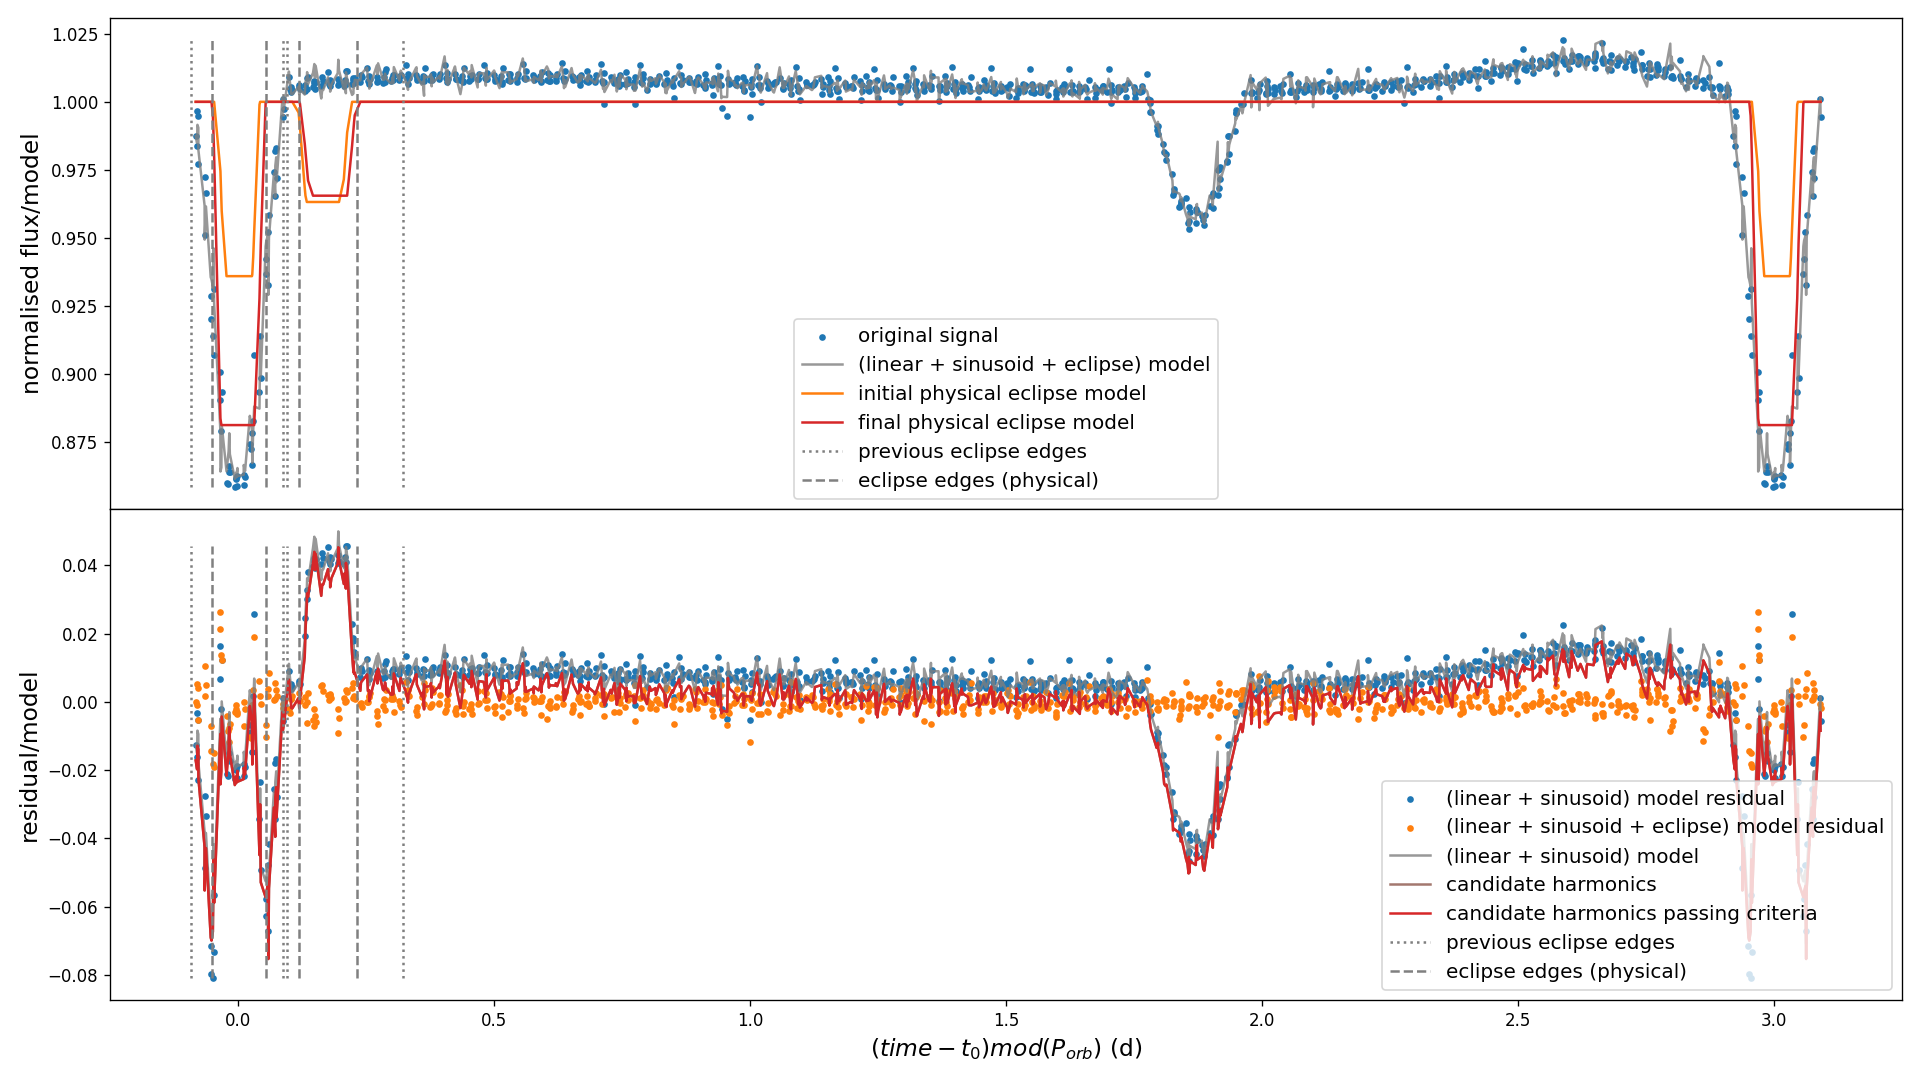 1.025
1.000
0.975
0.950
0.925
0.900
0.875
normalised flux/model
original signal
(linear + sinusoid + eclipse) model
initial physical eclipse model
final physical eclipse model
previous eclipse edges
eclipse edges (physical)
0.04
0.02
0.00
−0.02
−0.04
−0.06
−0.08
residual/model
(linear + sinusoid) model residual
(linear + sinusoid + eclipse) model residual
(linear + sinusoid) model
candidate harmonics
candidate harmonics passing criteria
previous eclipse edges
eclipse edges (physical)
0.0 0.5 1.0 1.5 2.0 2.5 3.0
(time − t₀)mod(P_orb) (d)